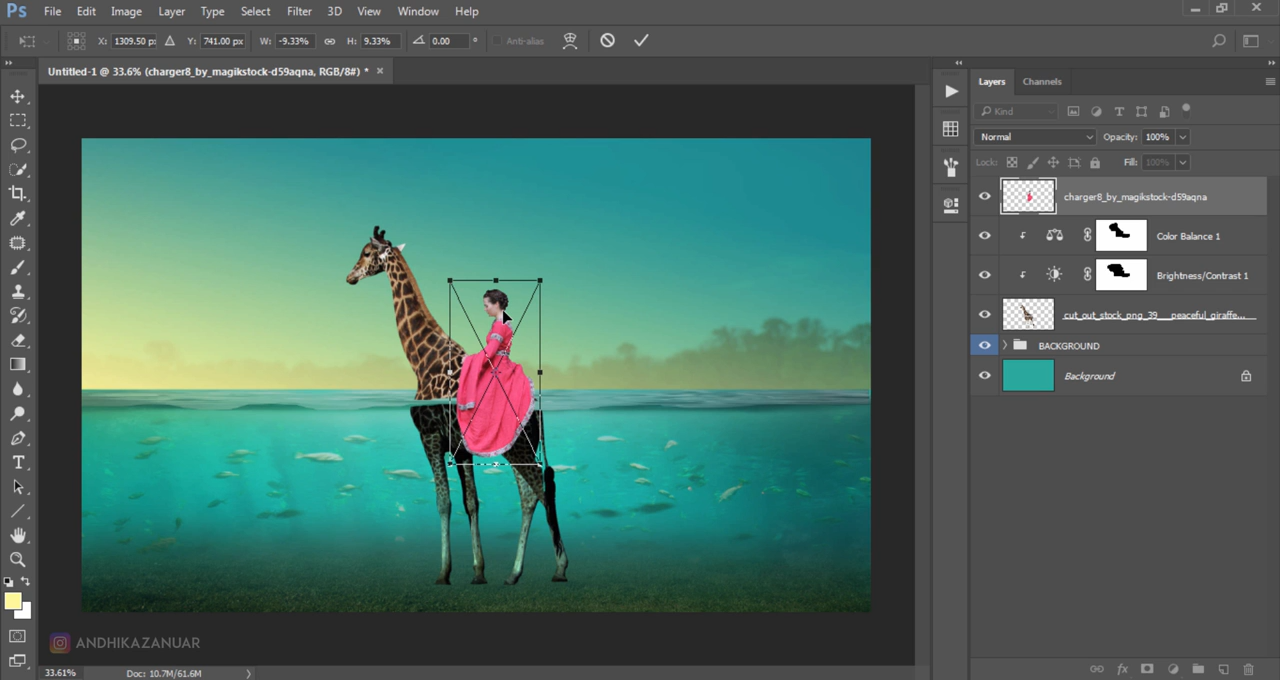 Ps File Edit Image Layer Type Select Filter 3D View Window Help
X: 1309.50 p: Y: 741.00 px W: -9.33% H: 9.33% 0.00 ° Anti-alias
Untitled-1 @ 33.6% (charger8_by_magikstock-d59aqna, RGB/8#) * ×
Layers Channels
Kind
Normal Opacity: 100%
Lock: Fill: 100%
charger8_by_magikstock-d59aqna
Color Balance 1
Brightness/Contrast 1
cut_out_stock_png_39___peaceful_giraffe...
BACKGROUND
Background
ANDHIKAZANUAR
33.61% Doc: 10.7M/61.6M